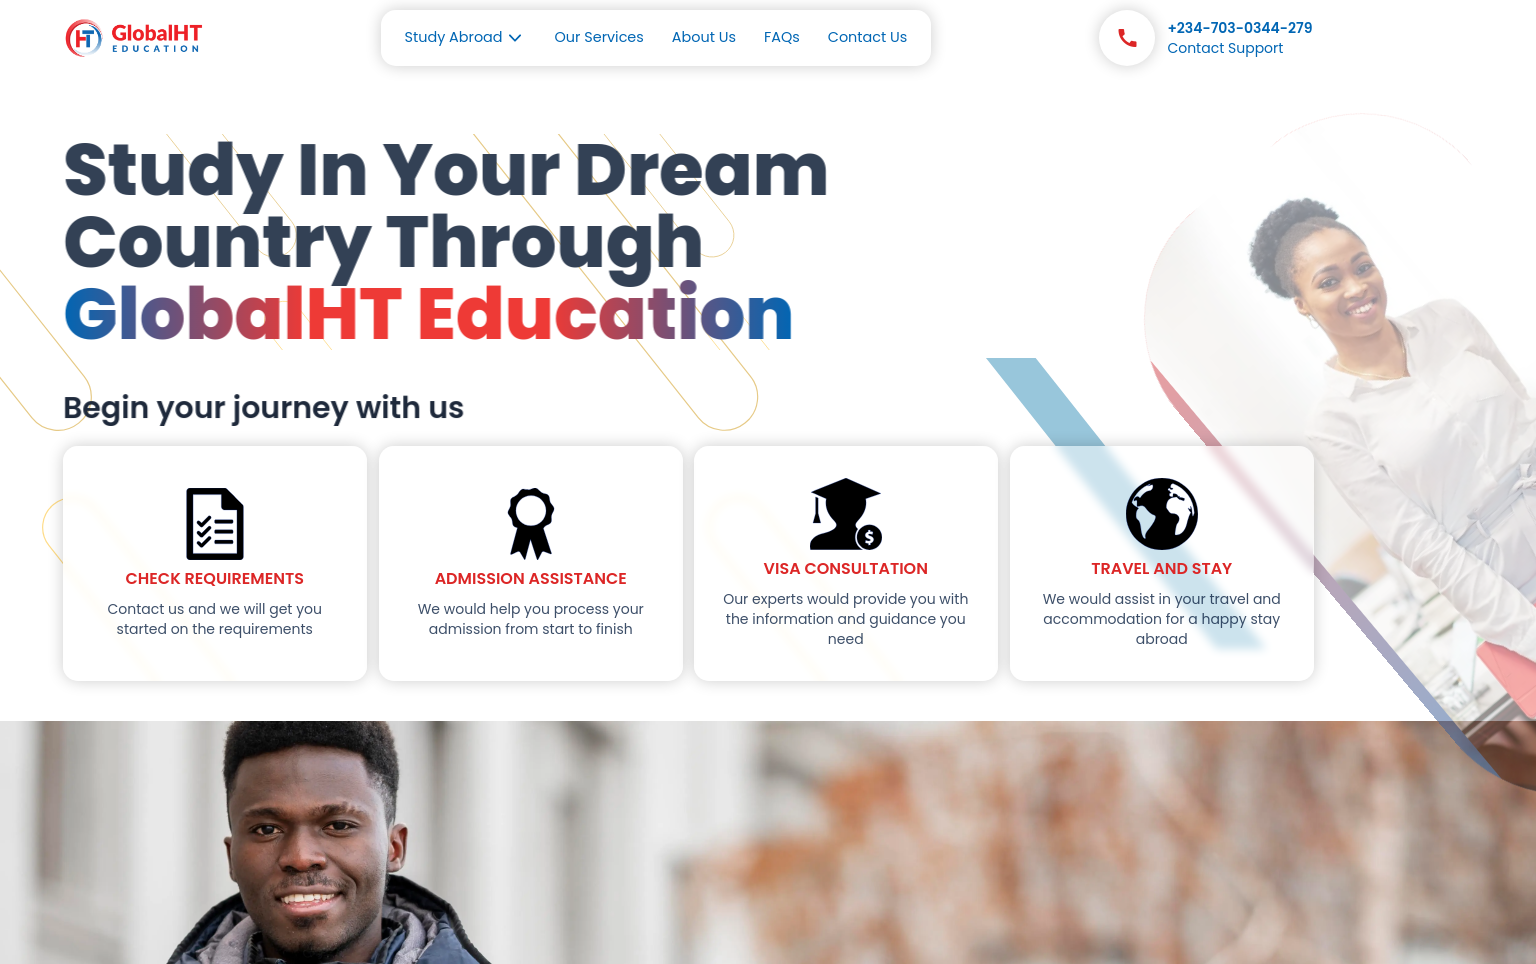 GlobalHT
EDUCATION
Study Abroad
Our Services
About Us
FAQs
Contact Us
+234-703-0344-279
Contact Support
Study In Your Dream
Country Through
GlobalHT Education
Begin your journey with us
CHECK REQUIREMENTS
Contact us and we will get you
started on the requirements
ADMISSION ASSISTANCE
We would help you process your
admission from start to finish
$
VISA CONSULTATION
Our experts would provide you with
the information and guidance you
need
TRAVEL AND STAY
We would assist in your travel and
accommodation for a happy stay
abroad